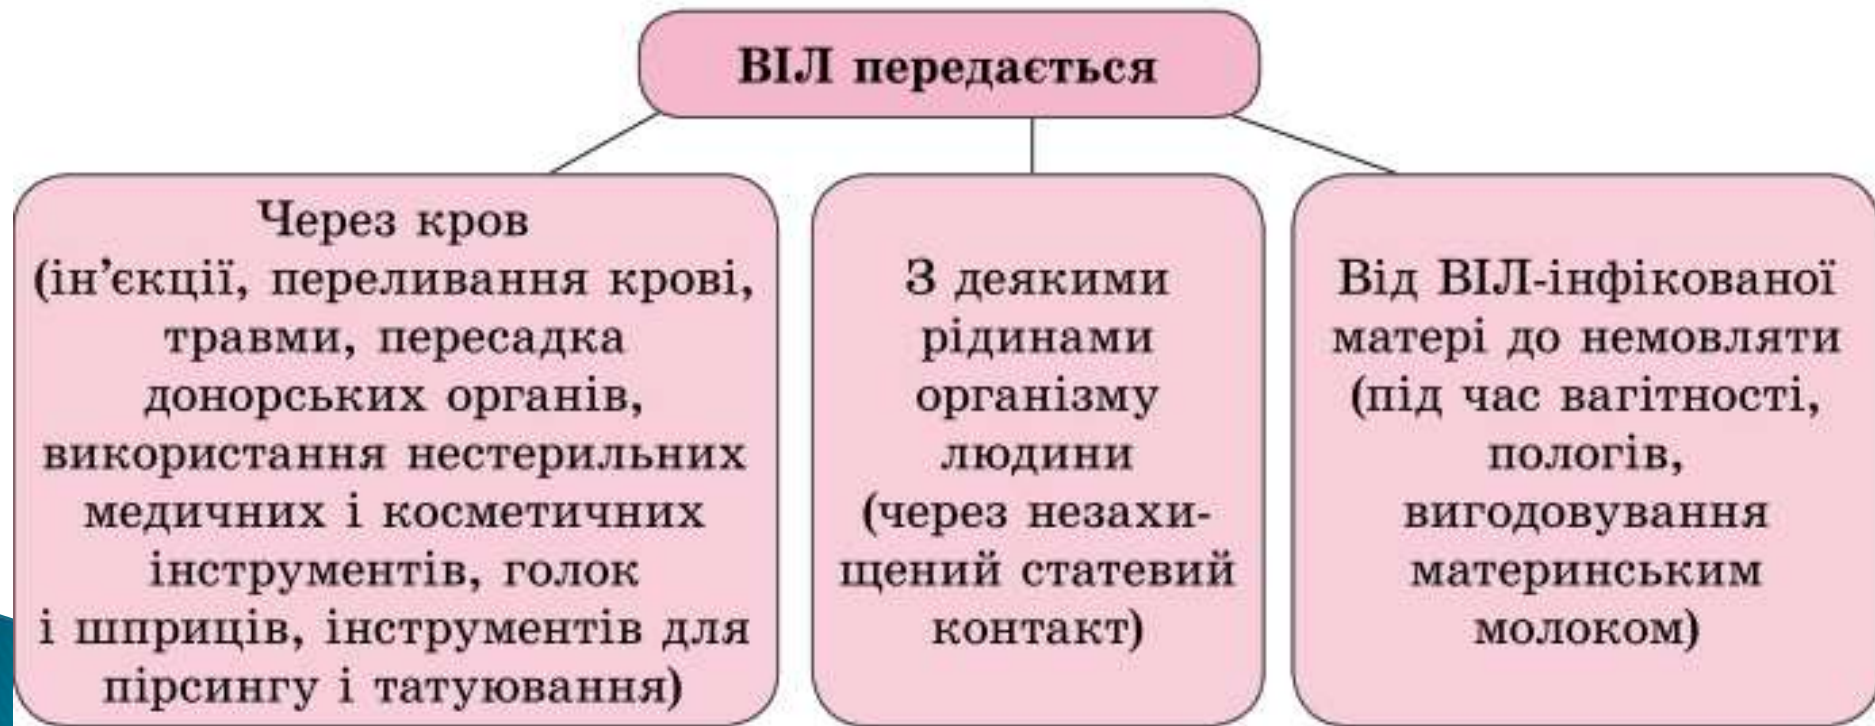 ВІЛ передається
Через кров
(ін’єкції, переливання крові,
травми, пересадка
донорських органів,
використання нестерильних
медичних і косметичних
інструментів, голок
і шприців, інструментів для
пірсингу і татуювання)
З деякими
рідинами
організму
людини
(через незахи-
щений статевий
контакт)
Від ВІЛ-інфікованої
матері до немовляти
(під час вагітності,
пологів,
вигодовування
материнським
молоком)